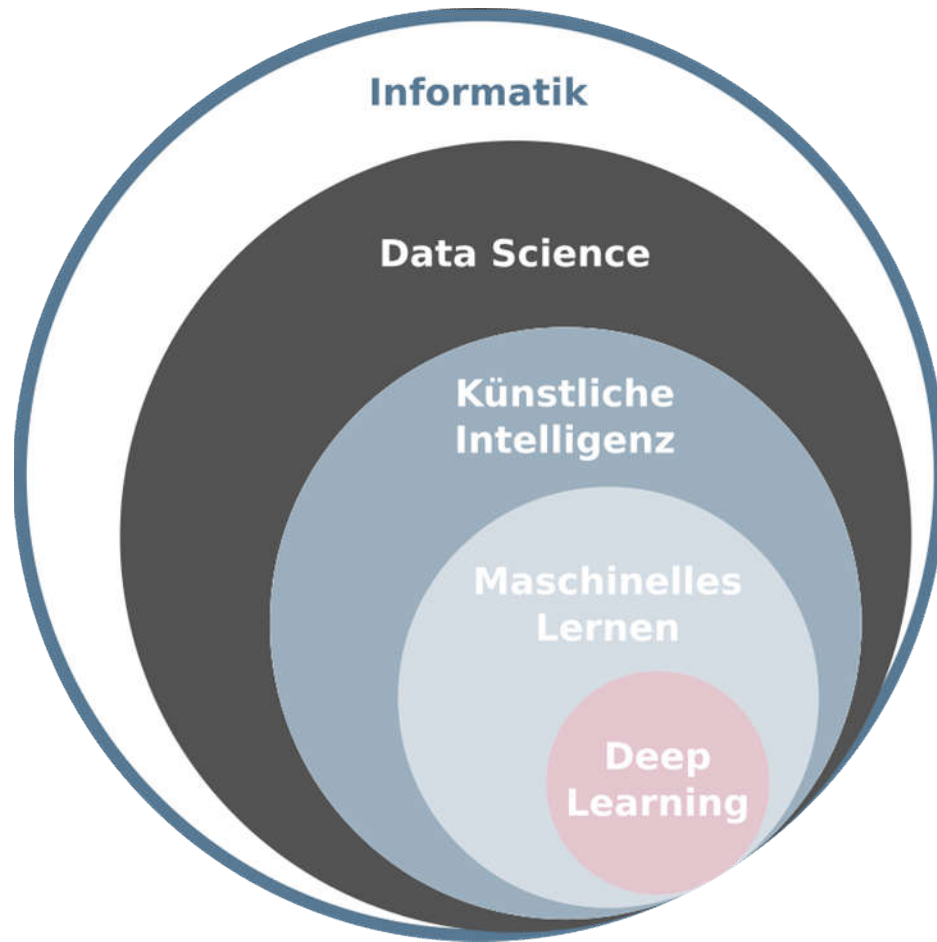 Informatik
Data Science
Künstliche
Intelligenz
Maschinelles
Lernen
Deep
Learning